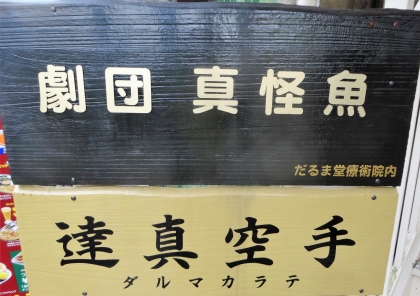 劇団 真怪魚
だるま堂療術院内
達真空手
ダルマカラテ